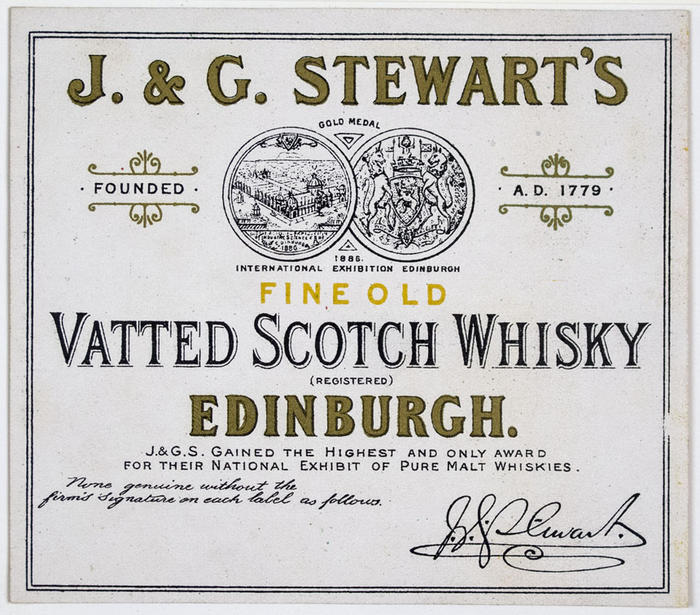 J. & G. STEWART'S
GOLD MEDAL
· FOUNDED ·
· A.D. 1779 ·
1886.
1886.
INTERNATIONAL EXHIBITION EDINBURGH
FINE OLD
VATTED SCOTCH WHISKY
(REGISTERED)
EDINBURGH.
J.&G.S. GAINED THE HIGHEST AND ONLY AWARD
FOR THEIR NATIONAL EXHIBIT OF PURE MALT WHISKIES.
None genuine without the
firm's signature on each label as follows.
J. & G. Stewart.